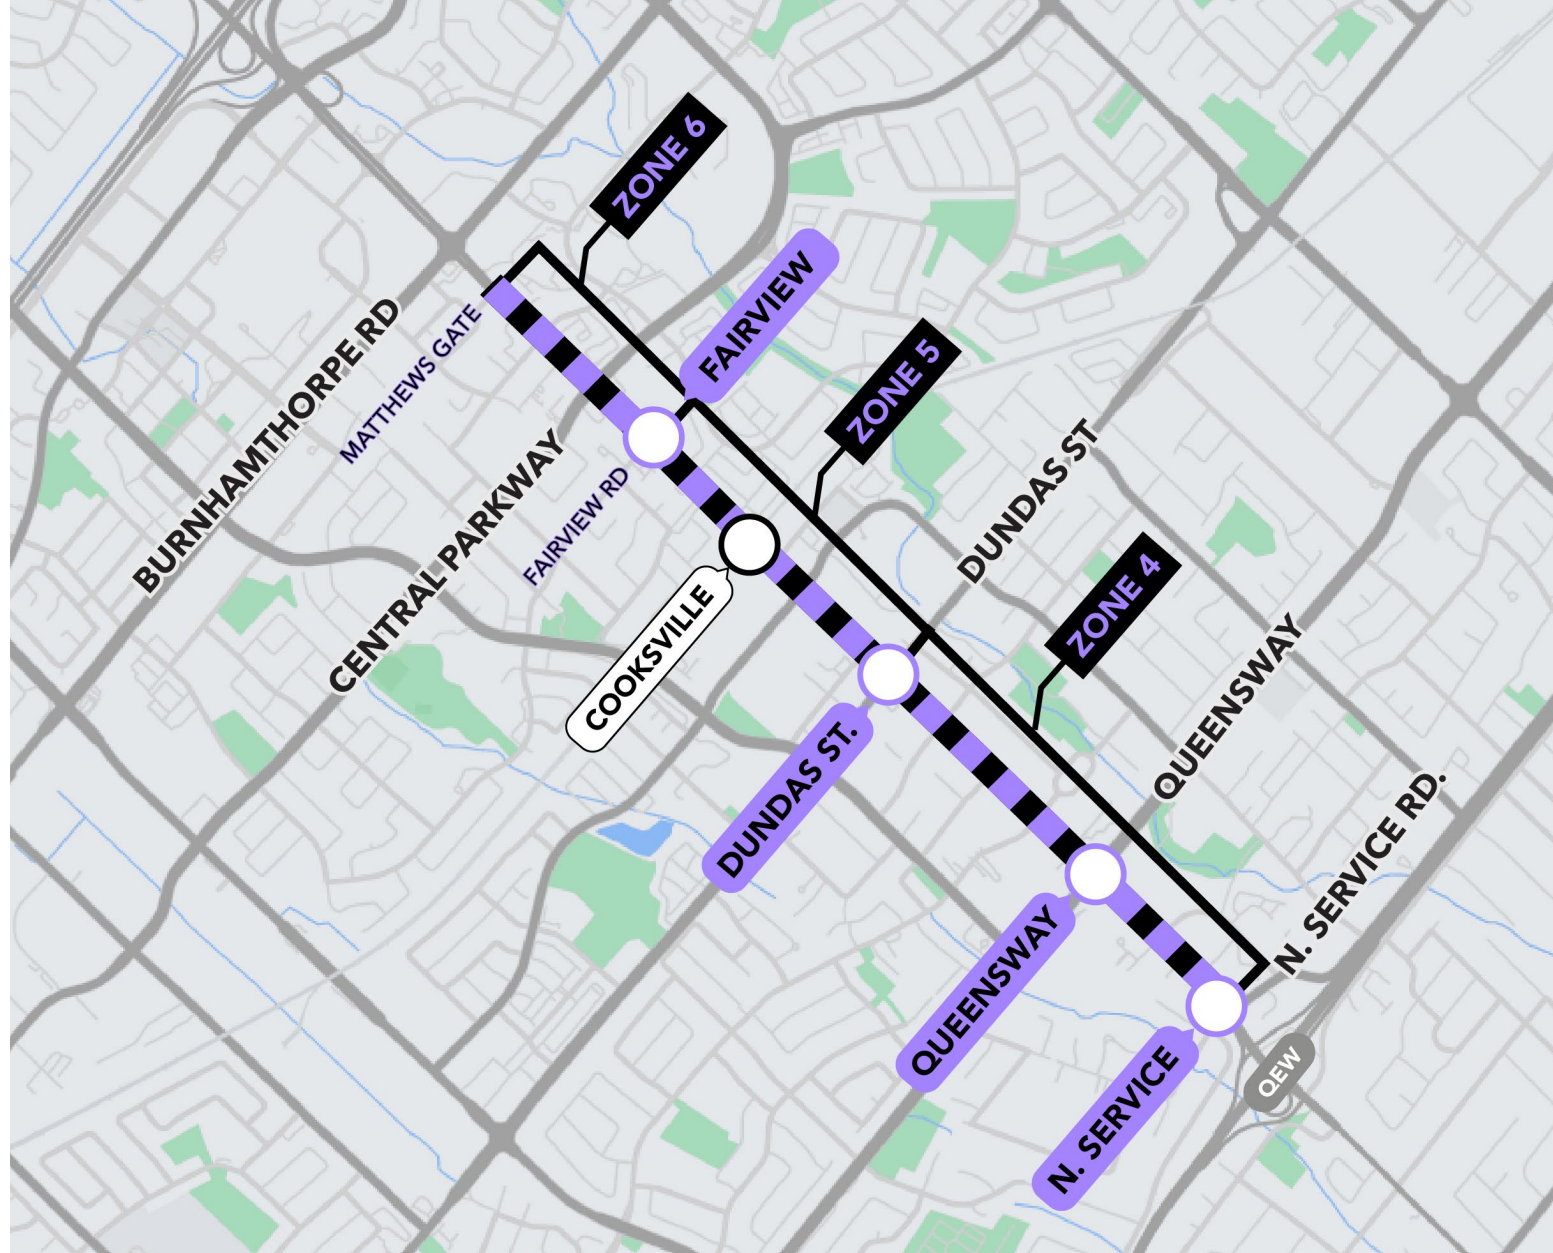 ZONE 6
FAIRVIEW
ZONE 5
BURNHAMTHORPE RD
MATTHEWS GATE
CENTRAL PARKWAY
FAIRVIEW RD
DUNDAS ST
ZONE 4
COOKSVILLE
QUEENSWAY
DUNDAS ST.
N. SERVICE RD.
QUEENSWAY
N. SERVICE
QEW